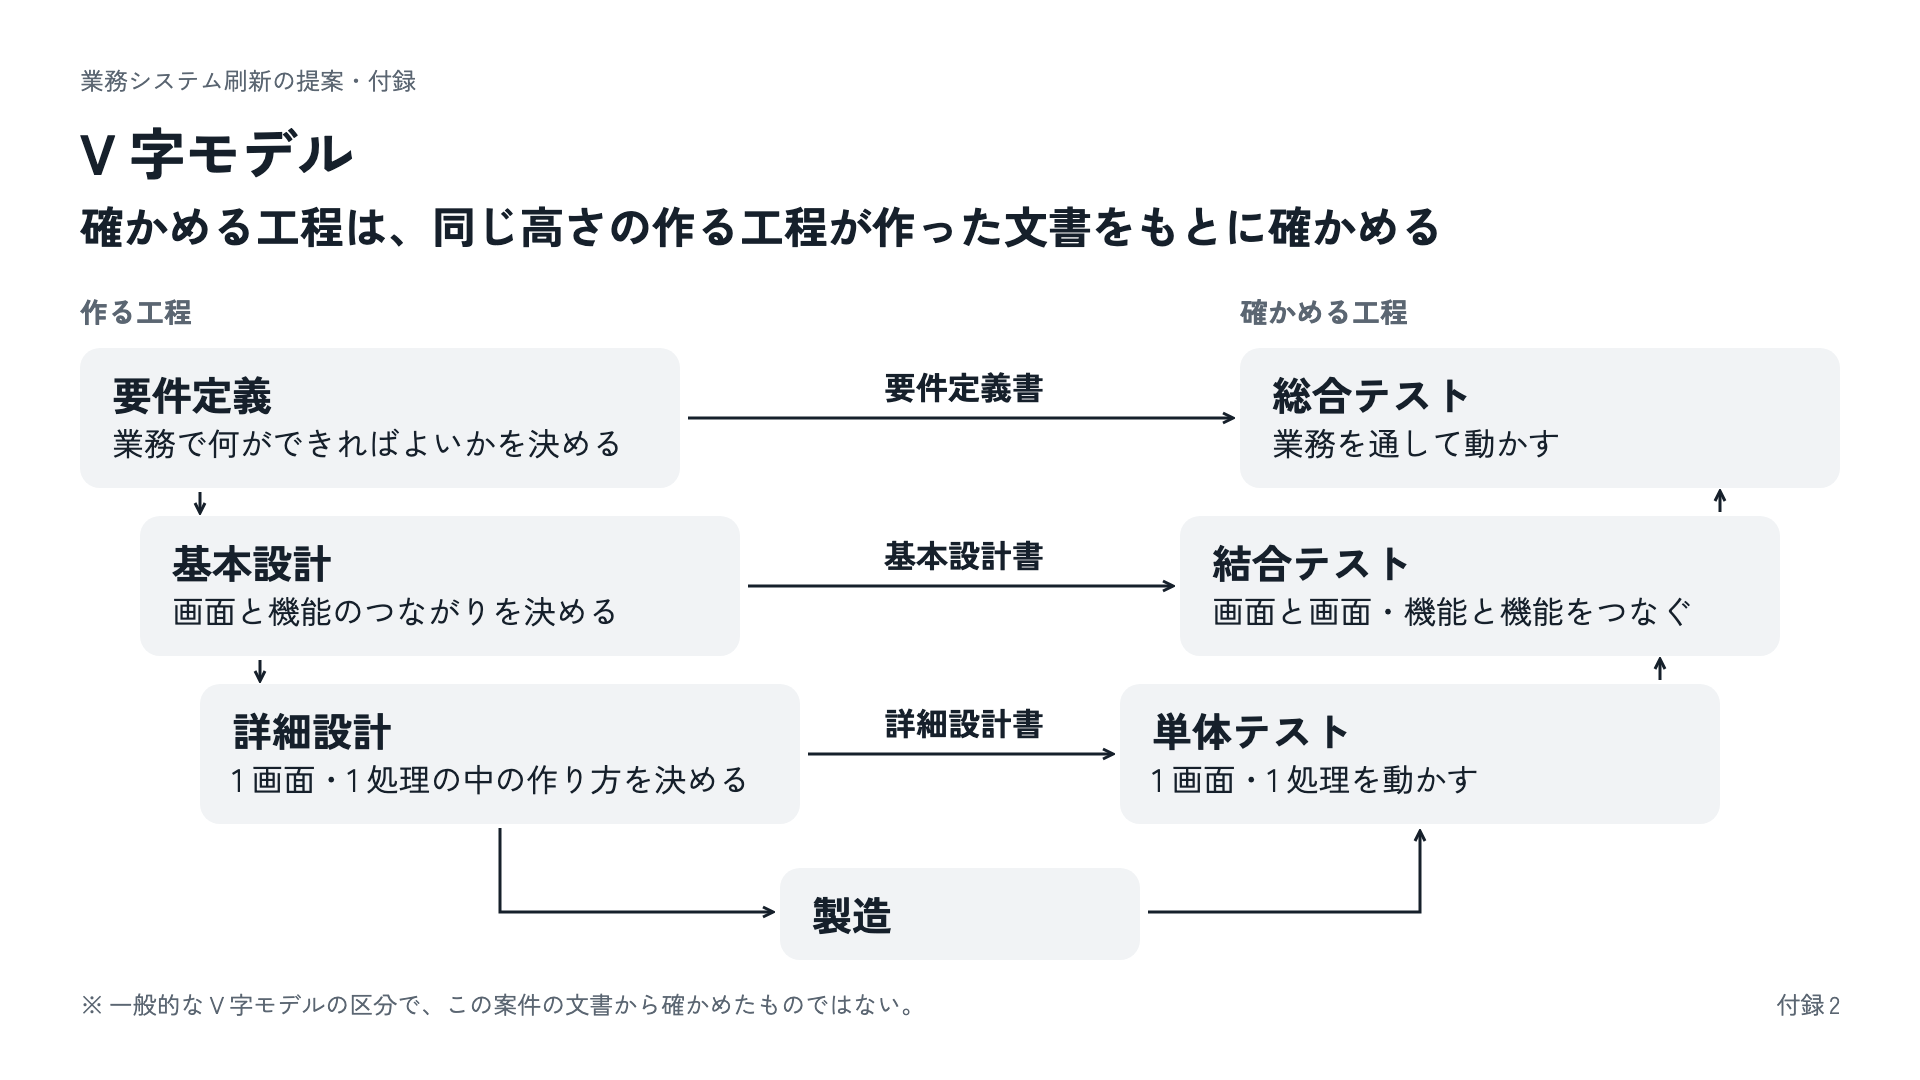 業務システム刷新の提案・付録
V 字モデル
確かめる工程は、同じ高さの作る工程が作った文書をもとに確かめる
作る工程
確かめる工程
要件定義
業務で何ができればよいかを決める
要件定義書
総合テスト
業務を通して動かす
基本設計
画面と機能のつながりを決める
基本設計書
結合テスト
画面と画面・機能と機能をつなぐ
詳細設計
1 画面・1 処理の中の作り方を決める
詳細設計書
単体テスト
1 画面・1 処理を動かす
製造
※ 一般的な V 字モデルの区分で、この案件の文書から確かめたものではない。
付録 2